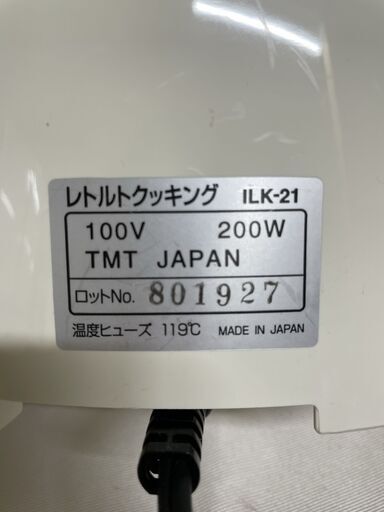 レトルトクッキング ILK-21
100V 200W
TMT JAPAN
ロットNo. 801927
温度ヒューズ 119℃ MADE IN JAPAN